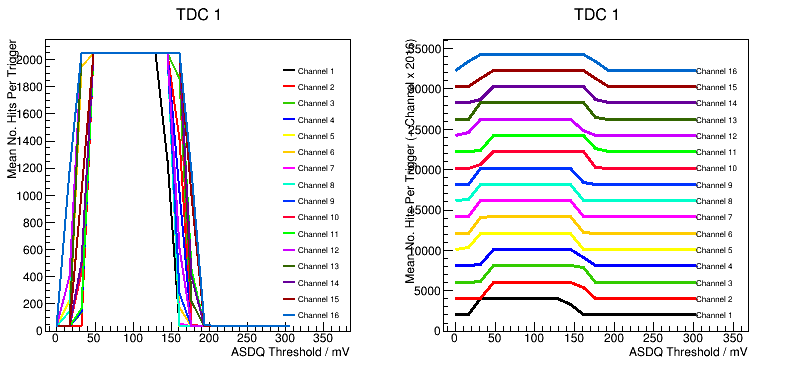 TDC 1
Mean No. Hits Per Trigger
2000
1800
1600
1400
1200
1000
800
600
400
200
0
0 50 100 150 200 250 300 350
ASDQ Threshold / mV
Channel 1
Channel 2
Channel 3
Channel 4
Channel 5
Channel 6
Channel 7
Channel 8
Channel 9
Channel 10
Channel 11
Channel 12
Channel 13
Channel 14
Channel 15
Channel 16
TDC 1
Mean No. Hits Per Trigger (+Channel x 2016)
35000
30000
25000
20000
15000
10000
5000
0
0 50 100 150 200 250 300 350
ASDQ Threshold / mV
Channel 16
Channel 15
Channel 14
Channel 13
Channel 12
Channel 11
Channel 10
Channel 9
Channel 8
Channel 7
Channel 6
Channel 5
Channel 4
Channel 3
Channel 2
Channel 1